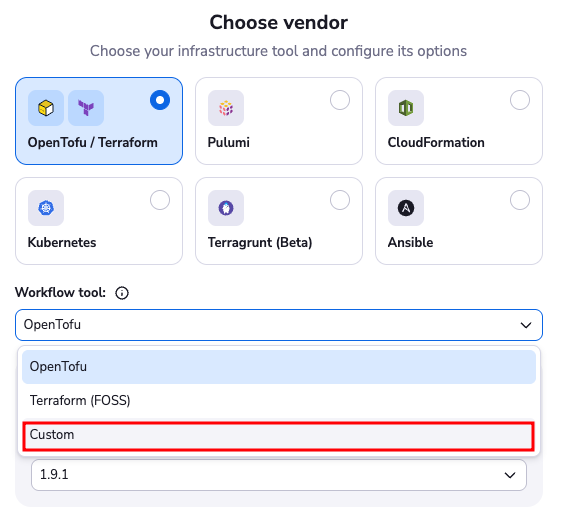 Choose vendor
Choose your infrastructure tool and configure its options
OpenTofu / Terraform
Pulumi
CloudFormation
Kubernetes
Terragrunt (Beta)
Ansible
Workflow tool:
OpenTofu
OpenTofu
Terraform (FOSS)
Custom
1.9.1